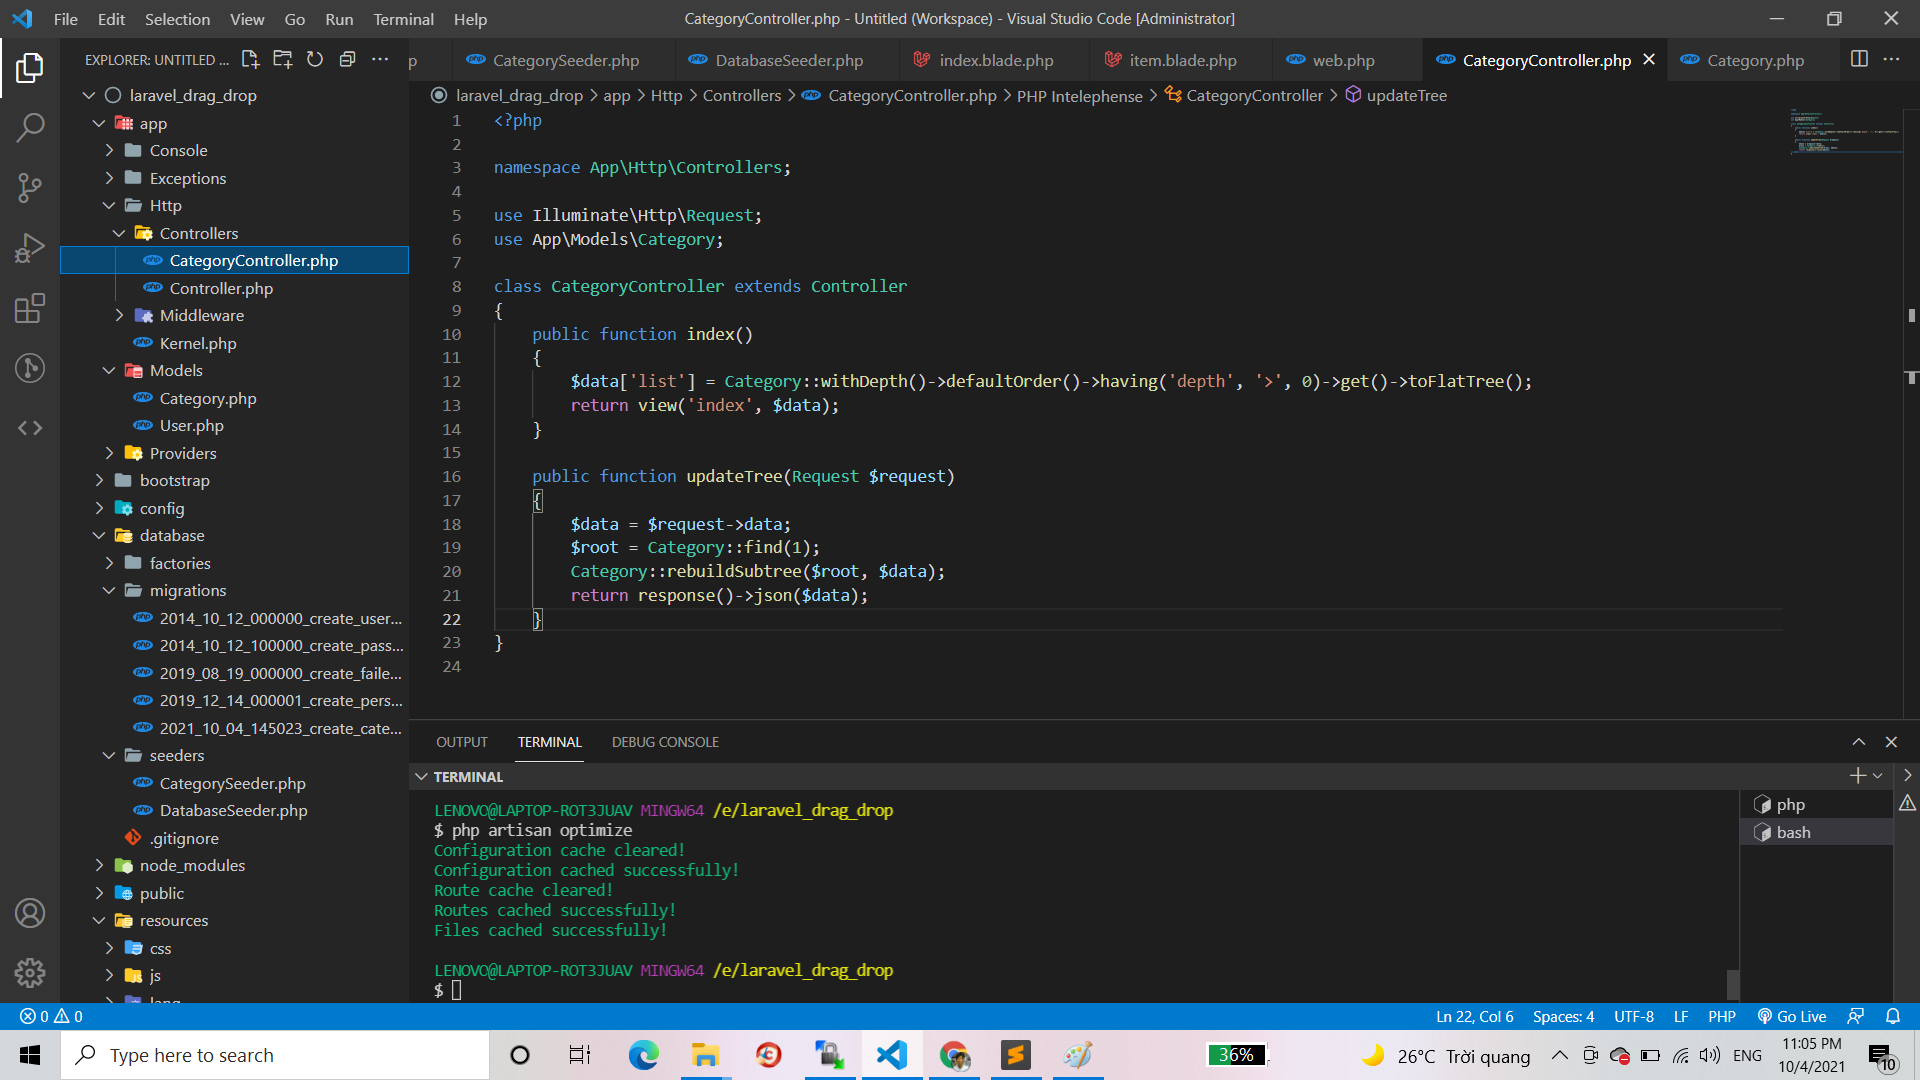 File Edit Selection View Go Run Terminal Help
CategoryController.php - Untitled (Workspace) - Visual Studio Code [Administrator]
EXPLORER: UNTITLED ...
p
CategorySeeder.php
DatabaseSeeder.php
index.blade.php
item.blade.php
web.php
CategoryController.php
Category.php
laravel_drag_drop > app > Http > Controllers > CategoryController.php > PHP Intelephense > CategoryController > updateTree
laravel_drag_drop
app
Console
Exceptions
Http
Controllers
CategoryController.php
Controller.php
Middleware
Kernel.php
Models
Category.php
User.php
Providers
bootstrap
config
database
factories
migrations
2014_10_12_000000_create_user...
2014_10_12_100000_create_pass...
2019_08_19_000000_create_faile...
2019_12_14_000001_create_pers...
2021_10_04_145023_create_cate...
seeders
CategorySeeder.php
DatabaseSeeder.php
.gitignore
node_modules
public
resources
css
js
lang
1 <?php
2
3 namespace App\Http\Controllers;
4
5 use Illuminate\Http\Request;
6 use App\Models\Category;
7
8 class CategoryController extends Controller
9 {
10 public function index()
11 {
12 $data['list'] = Category::withDepth()->defaultOrder()->having('depth', '>', 0)->get()->toFlatTree();
13 return view('index', $data);
14 }
15
16 public function updateTree(Request $request)
17 {
18 $data = $request->data;
19 $root = Category::find(1);
20 Category::rebuildSubtree($root, $data);
21 return response()->json($data);
22 }
23 }
24
OUTPUT TERMINAL DEBUG CONSOLE
TERMINAL
LENOVO@LAPTOP-ROT3JUAV MINGW64 /e/laravel_drag_drop
$ php artisan optimize
Configuration cache cleared!
Configuration cached successfully!
Route cache cleared!
Routes cached successfully!
Files cached successfully!
LENOVO@LAPTOP-ROT3JUAV MINGW64 /e/laravel_drag_drop
$
php
bash
0 0
Ln 22, Col 6 Spaces: 4 UTF-8 LF PHP Go Live
Type here to search
36%
26°C Trời quang
ENG
11:05 PM
10/4/2021
10